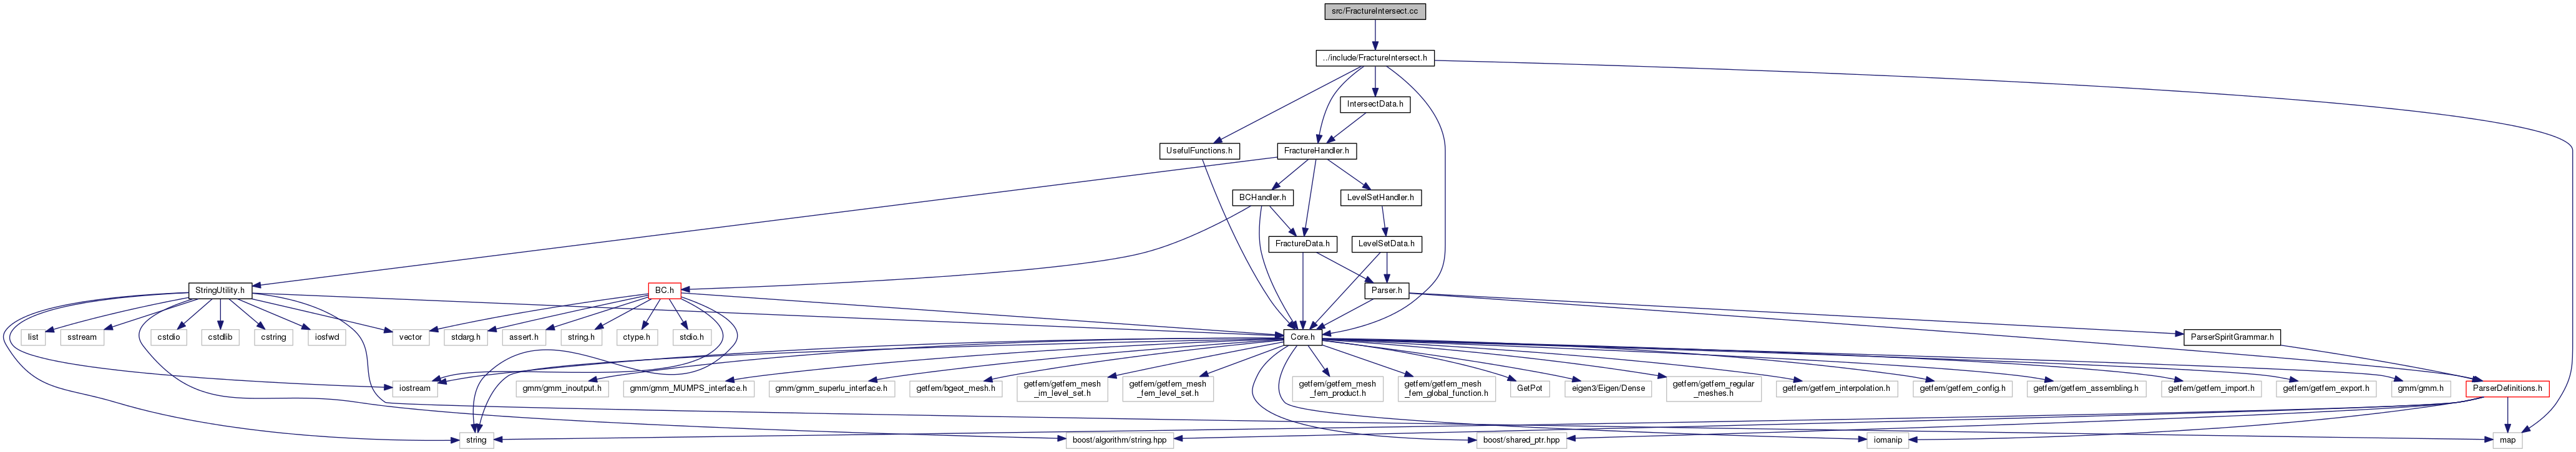 src/FractureIntersect.cc
../include/FractureIntersect.h
IntersectData.h
UsefulFunctions.h
FractureHandler.h
BCHandler.h
LevelSetHandler.h
FractureData.h
LevelSetData.h
StringUtility.h
BC.h
Parser.h
list
sstream
cstdio
cstdlib
cstring
iosfwd
vector
stdarg.h
assert.h
string.h
ctype.h
stdio.h
Core.h
ParserSpiritGrammar.h
iostream
gmm/gmm_inoutput.h
gmm/gmm_MUMPS_interface.h
gmm/gmm_superlu_interface.h
getfem/bgeot_mesh.h
getfem/getfem_mesh
_im_level_set.h
getfem/getfem_mesh
_fem_level_set.h
getfem/getfem_mesh
_fem_product.h
getfem/getfem_mesh
_fem_global_function.h
GetPot
eigen3/Eigen/Dense
getfem/getfem_regular
_meshes.h
getfem/getfem_interpolation.h
getfem/getfem_config.h
getfem/getfem_assembling.h
getfem/getfem_import.h
getfem/getfem_export.h
gmm/gmm.h
ParserDefinitions.h
string
boost/algorithm/string.hpp
boost/shared_ptr.hpp
iomanip
map